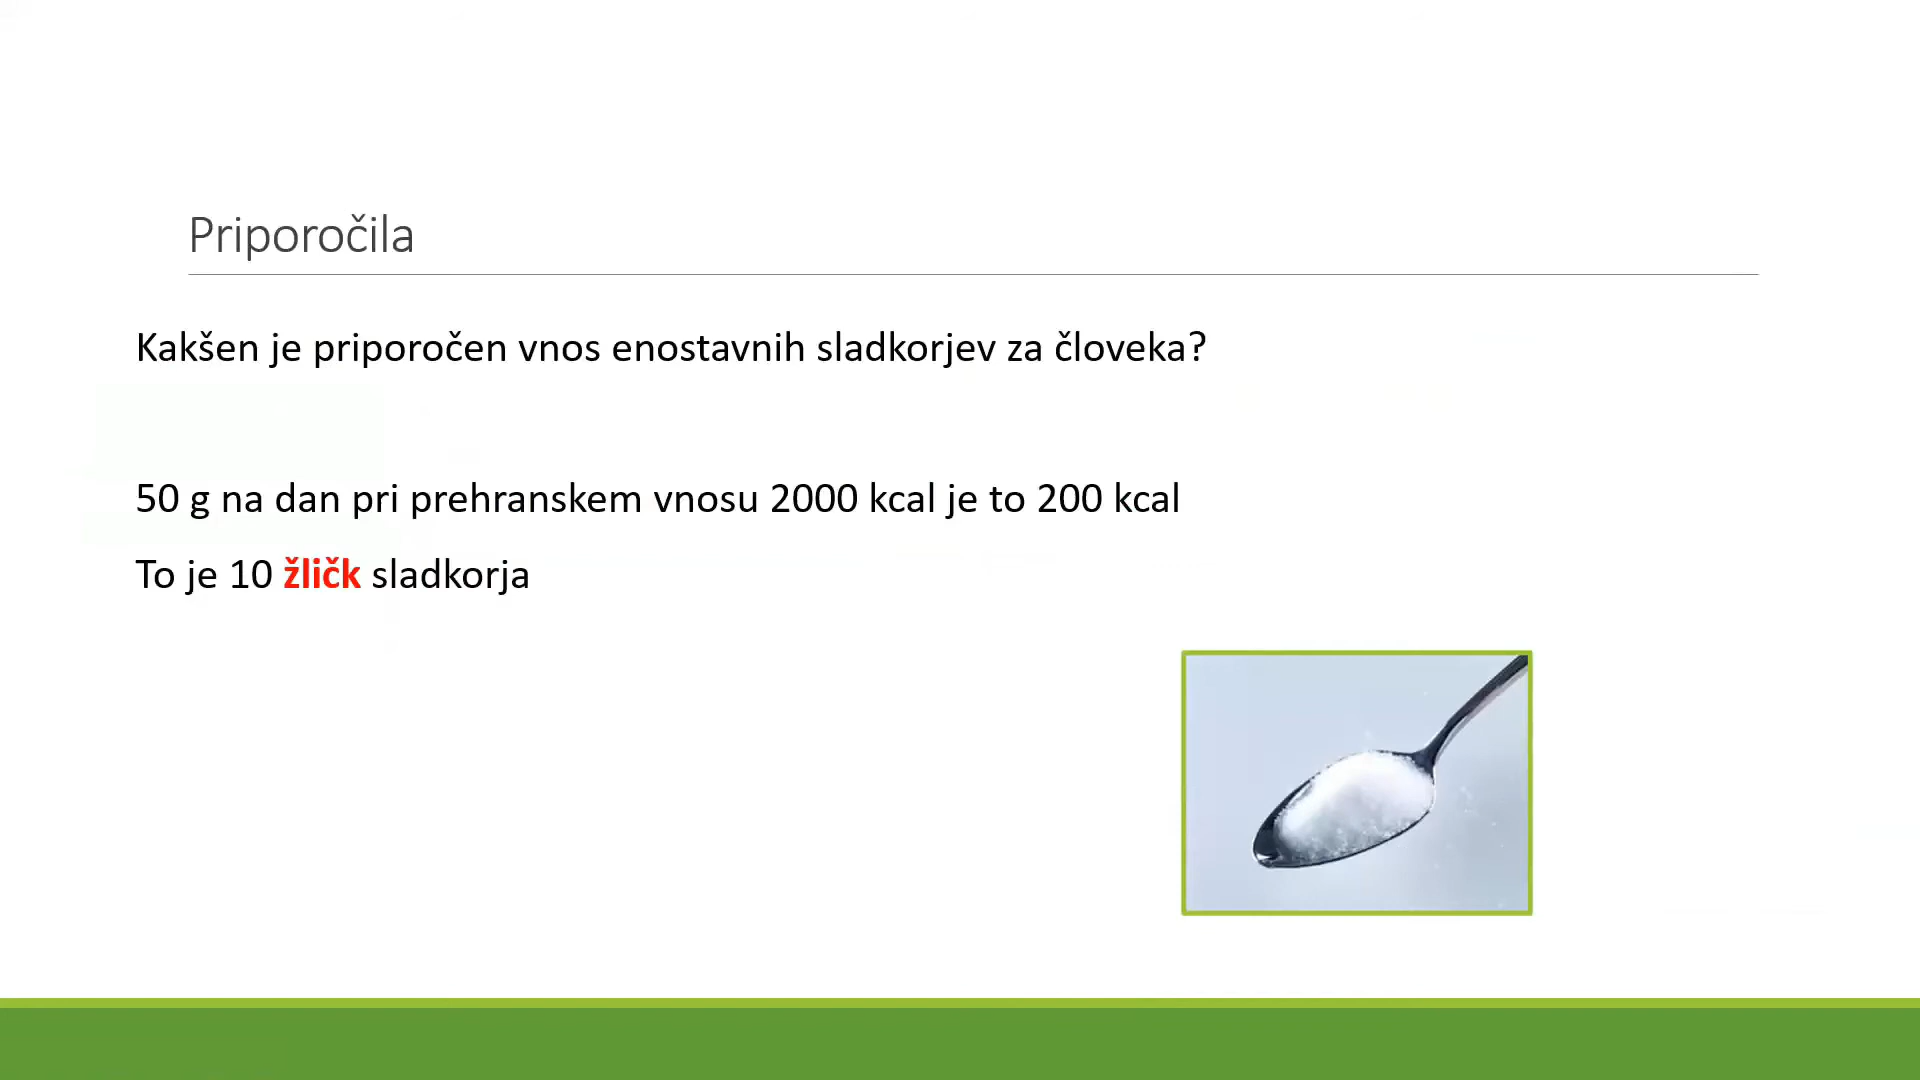 Priporočila
Kakšen je priporočen vnos enostavnih sladkorjev za človeka?
50 g na dan pri prehranskem vnosu 2000 kcal je to 200 kcal
To je 10 žličk sladkorja